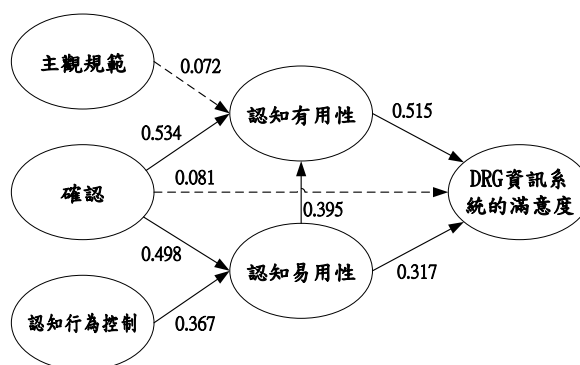 主觀規範
0.072
認知有用性
0.515
0.534
確認
0.081
DRG資訊系
統的滿意度
0.395
0.498
認知易用性
0.317
認知行為控制
0.367